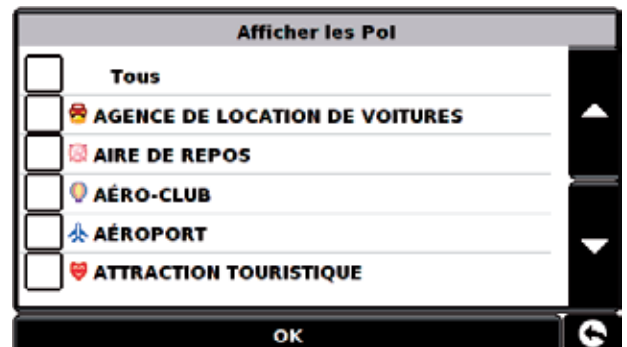 Afficher les PoI
Tous
AGENCE DE LOCATION DE VOITURES
AIRE DE REPOS
AÉRO-CLUB
AÉROPORT
ATTRACTION TOURISTIQUE
OK